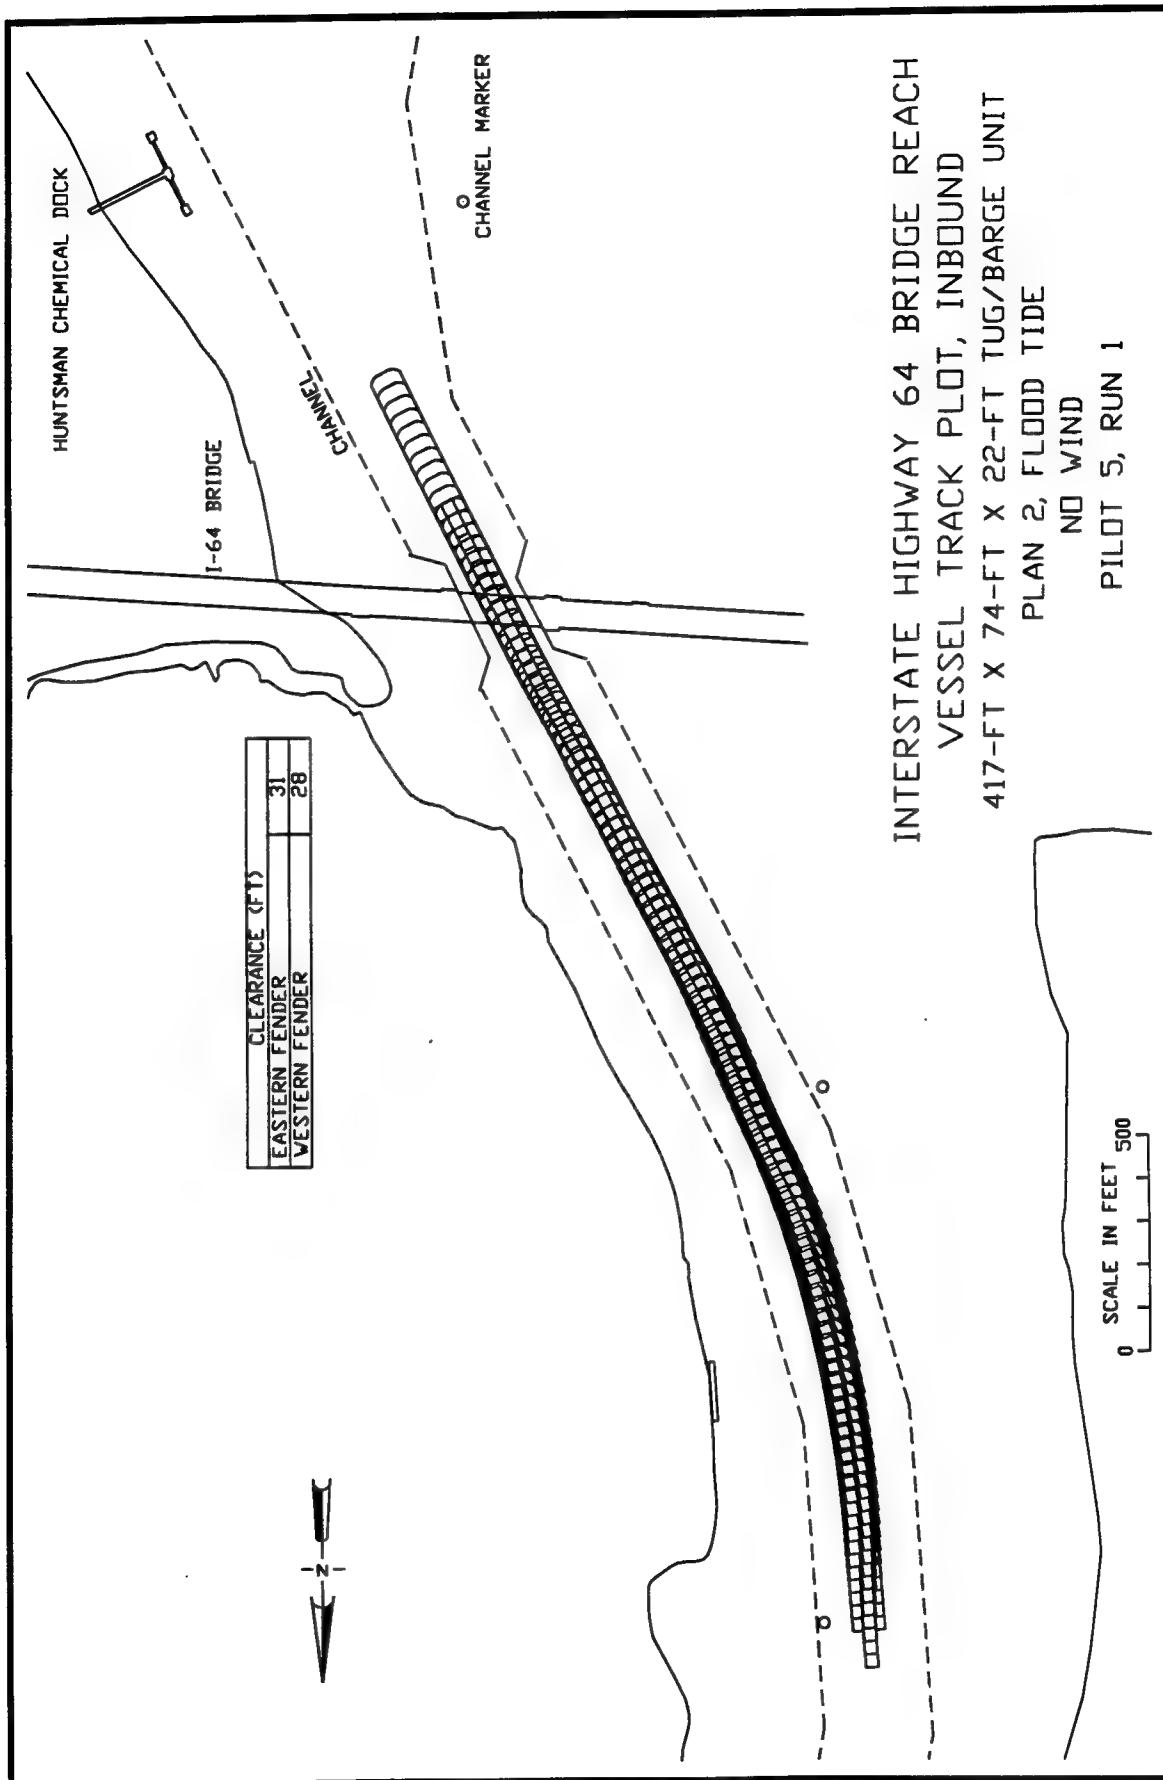 HUNTSMAN CHEMICAL DOCK
CHANNEL MARKER
CHANNEL
I-64 BRIDGE
CLEARANCE (FT)
EASTERN FENDER 31
WESTERN FENDER 28
N
INTERSTATE HIGHWAY 64 BRIDGE REACH
VESSEL TRACK PLOT, INBOUND
417-FT X 74-FT X 22-FT TUG/BARGE UNIT
PLAN 2, FLOOD TIDE
NO WIND
PILOT 5, RUN 1
SCALE IN FEET
0 500